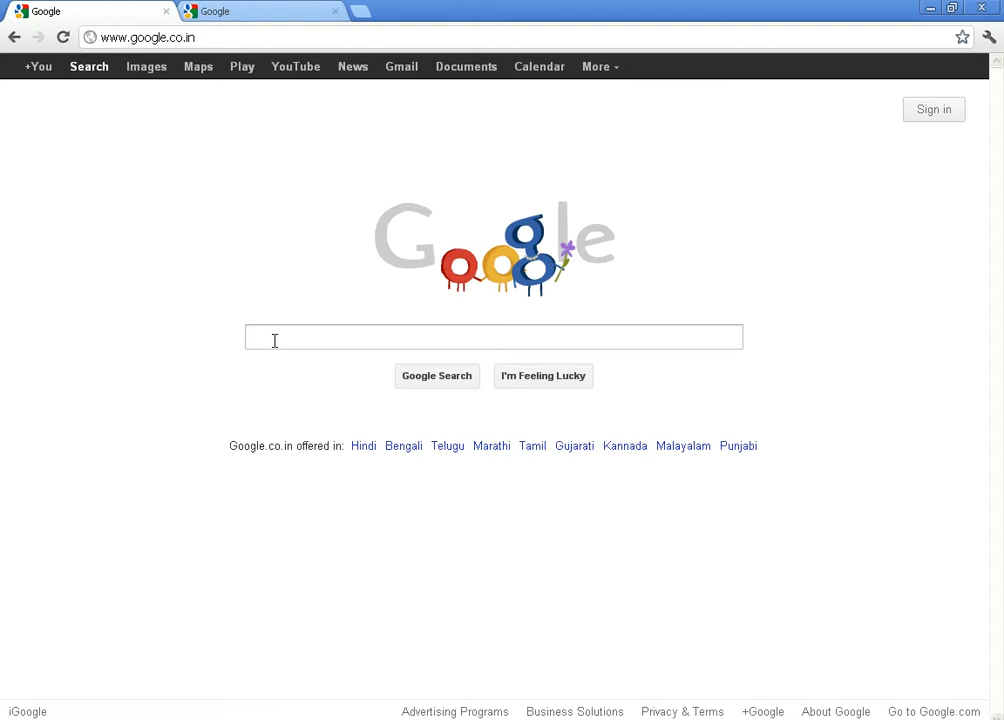 Google
Google
www.google.co.in
+You Search Images Maps Play YouTube News Gmail Documents Calendar More
Sign in
Google
Google Search I'm Feeling Lucky
Google.co.in offered in: Hindi Bengali Telugu Marathi Tamil Gujarati Kannada Malayalam Punjabi
iGoogle Advertising Programs Business Solutions Privacy & Terms +Google About Google Go to Google.com